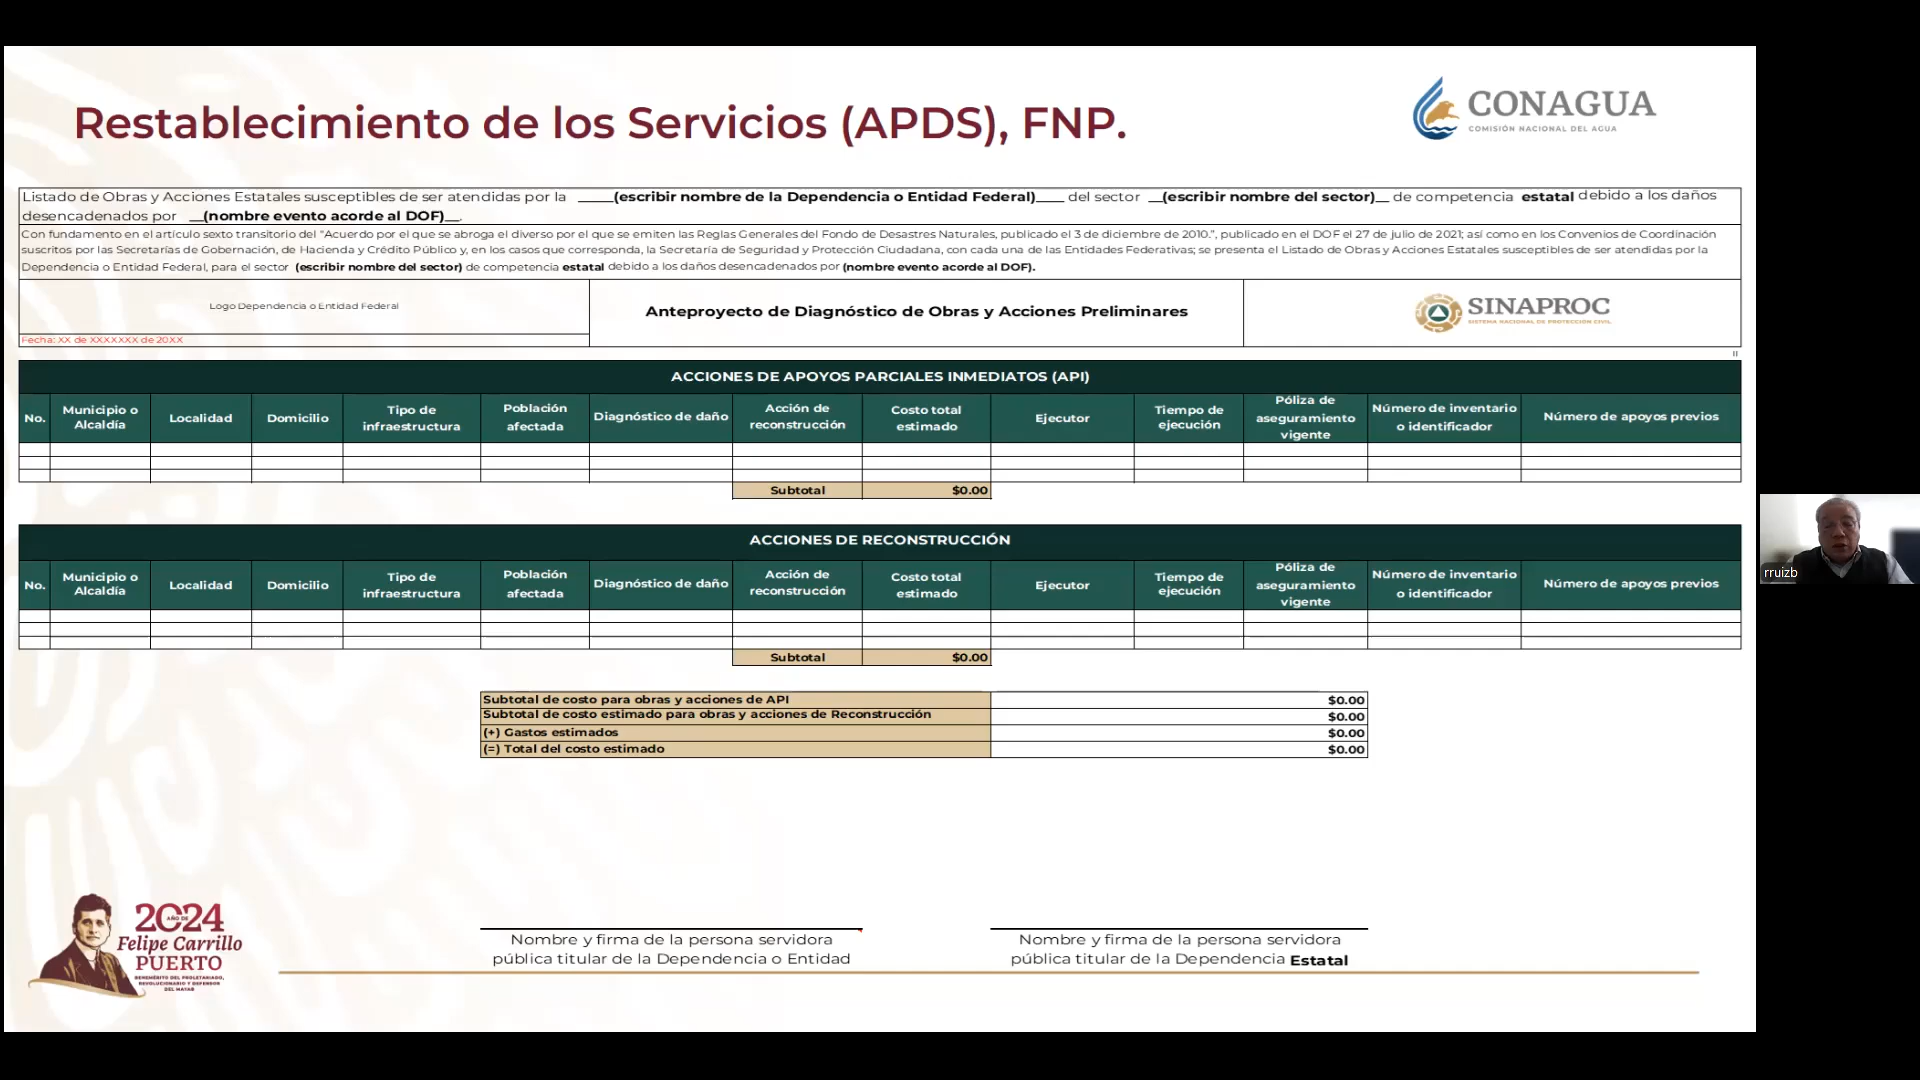 Restablecimiento de los Servicios (APDS), FNP.
CONAGUA
COMISIÓN NACIONAL DEL AGUA
Listado de Obras y Acciones Estatales susceptibles de ser atendidas por la _____(escribir nombre de la Dependencia o Entidad Federal)____ del sector __(escribir nombre del sector)__ de competencia estatal debido a los daños
desencadenados por __(nombre evento acorde al DOF)__.
Con fundamento en el artículo sexto transitorio del "Acuerdo por el que se abroga el diverso por el que se emiten las Reglas Generales del Fondo de Desastres Naturales, publicado el 3 de diciembre de 2010.", publicado en el DOF el 27 de julio de 2021; así como en los Convenios de Coordinación
suscritos por las Secretarías de Gobernación, de Hacienda y Crédito Público y, en los casos que corresponda, la Secretaría de Seguridad y Protección Ciudadana, con cada una de las Entidades Federativas; se presenta el Listado de Obras y Acciones Estatales susceptibles de ser atendidas por la
Dependencia o Entidad Federal, para el sector (escribir nombre del sector) de competencia estatal debido a los daños desencadenados por (nombre evento acorde al DOF).
Logo Dependencia o Entidad Federal
Fecha: XX de XXXXXXX de 20XX
Anteproyecto de Diagnóstico de Obras y Acciones Preliminares
SINAPROC
SISTEMA NACIONAL DE PROTECCIÓN CIVIL
II
ACCIONES DE APOYOS PARCIALES INMEDIATOS (API)
No. Municipio o Alcaldía Localidad Domicilio Tipo de infraestructura Población afectada Diagnóstico de daño Acción de reconstrucción Costo total estimado Ejecutor Tiempo de ejecución Póliza de aseguramiento vigente Número de inventario o identificador Número de apoyos previos
Subtotal $0.00
ACCIONES DE RECONSTRUCCIÓN
No. Municipio o Alcaldía Localidad Domicilio Tipo de infraestructura Población afectada Diagnóstico de daño Acción de reconstrucción Costo total estimado Ejecutor Tiempo de ejecución Póliza de aseguramiento vigente Número de inventario o identificador Número de apoyos previos
Subtotal $0.00
Subtotal de costo para obras y acciones de API $0.00
Subtotal de costo estimado para obras y acciones de Reconstrucción $0.00
(+) Gastos estimados $0.00
(=) Total del costo estimado $0.00
Nombre y firma de la persona servidora
pública titular de la Dependencia o Entidad
Nombre y firma de la persona servidora
pública titular de la Dependencia Estatal
2024
AÑO DE
Felipe Carrillo
PUERTO
BENEMÉRITO DEL PROLETARIADO,
REVOLUCIONARIO Y DEFENSOR
DEL MAYAB
rruizb